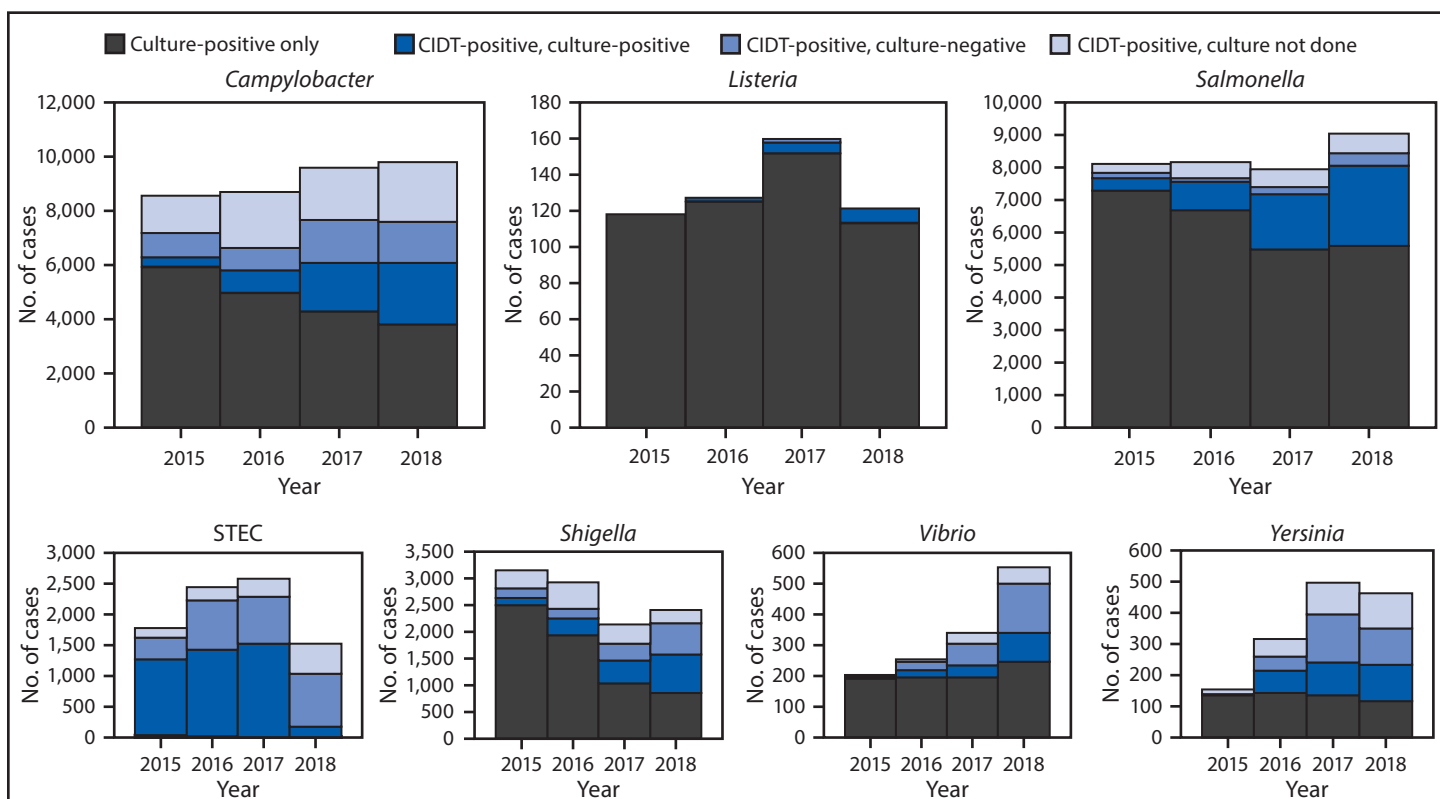 Culture-positive only CIDT-positive, culture-positive CIDT-positive, culture-negative CIDT-positive, culture not done
Campylobacter
No. of cases
12,000
10,000
8,000
6,000
4,000
2,000
0
2015 2016 2017 2018
Year
Listeria
No. of cases
180
160
140
120
100
80
60
40
20
0
2015 2016 2017 2018
Year
Salmonella
No. of cases
10,000
9,000
8,000
7,000
6,000
5,000
4,000
3,000
2,000
1,000
0
2015 2016 2017 2018
Year
STEC
No. of cases
3,000
2,500
2,000
1,500
1,000
500
0
2015 2016 2017 2018
Year
Shigella
No. of cases
3,500
3,000
2,500
2,000
1,500
1,000
500
0
2015 2016 2017 2018
Year
Vibrio
No. of cases
600
500
400
300
200
100
0
2015 2016 2017 2018
Year
Yersinia
No. of cases
600
500
400
300
200
100
0
2015 2016 2017 2018
Year